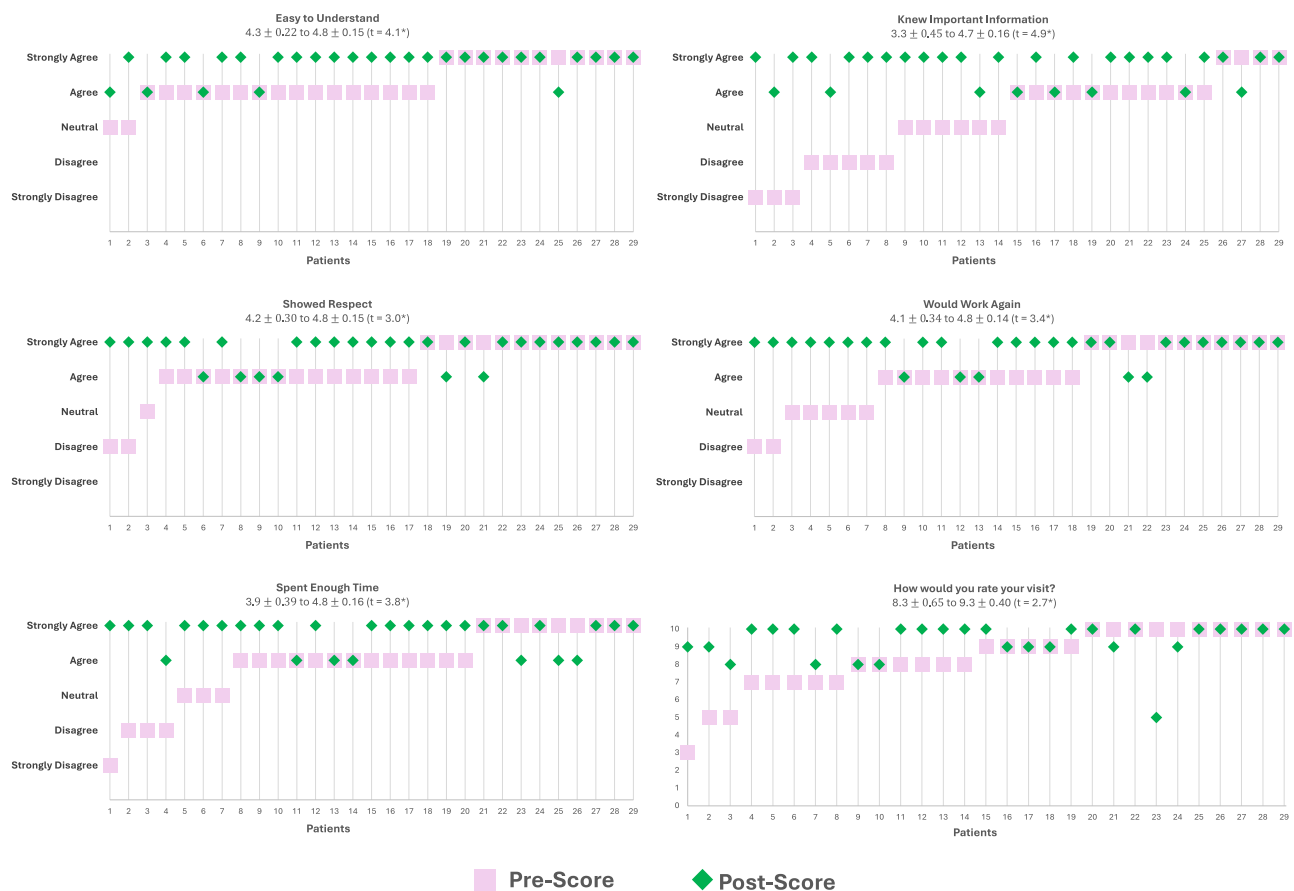 Easy to Understand
4.3 ± 0.22 to 4.8 ± 0.15 (t = 4.1*)
Strongly Agree
Agree
Neutral
Disagree
Strongly Disagree
1 2 3 4 5 6 7 8 9 10 11 12 13 14 15 16 17 18 19 20 21 22 23 24 25 26 27 28 29
Patients
Knew Important Information
3.3 ± 0.45 to 4.7 ± 0.16 (t = 4.9*)
Strongly Agree
Agree
Neutral
Disagree
Strongly Disagree
1 2 3 4 5 6 7 8 9 10 11 12 13 14 15 16 17 18 19 20 21 22 23 24 25 26 27 28 29
Patients
Showed Respect
4.2 ± 0.30 to 4.8 ± 0.15 (t = 3.0*)
Strongly Agree
Agree
Neutral
Disagree
Strongly Disagree
1 2 3 4 5 6 7 8 9 10 11 12 13 14 15 16 17 18 19 20 21 22 23 24 25 26 27 28 29
Patients
Would Work Again
4.1 ± 0.34 to 4.8 ± 0.14 (t = 3.4*)
Strongly Agree
Agree
Neutral
Disagree
Strongly Disagree
1 2 3 4 5 6 7 8 9 10 11 12 13 14 15 16 17 18 19 20 21 22 23 24 25 26 27 28 29
Patients
Spent Enough Time
3.9 ± 0.39 to 4.8 ± 0.16 (t = 3.8*)
Strongly Agree
Agree
Neutral
Disagree
Strongly Disagree
1 2 3 4 5 6 7 8 9 10 11 12 13 14 15 16 17 18 19 20 21 22 23 24 25 26 27 28 29
Patients
How would you rate your visit?
8.3 ± 0.65 to 9.3 ± 0.40 (t = 2.7*)
10
9
8
7
6
5
4
3
2
1
0
1 2 3 4 5 6 7 8 9 10 11 12 13 14 15 16 17 18 19 20 21 22 23 24 25 26 27 28 29
Patients
Pre-Score Post-Score